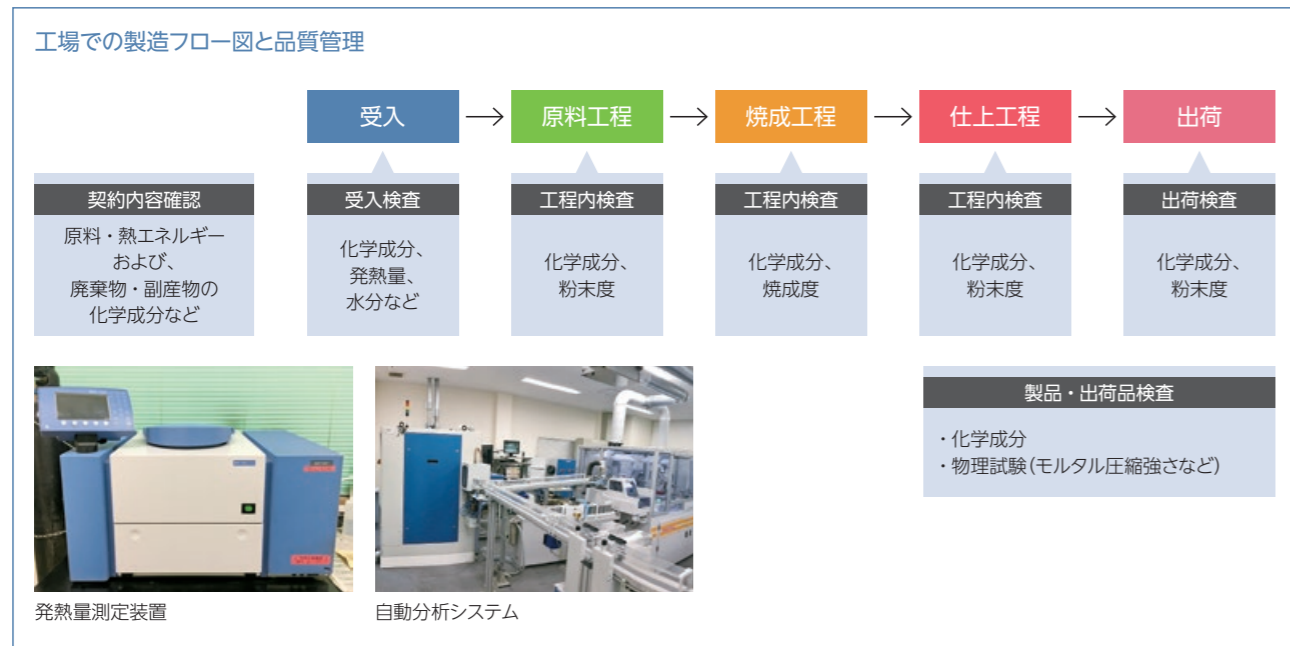 工場での製造フロー図と品質管理
受入
原料工程
焼成工程
仕上工程
出荷
契約内容確認
原料・熱エネルギー
および、
廃棄物・副産物の
化学成分など
受入検査
化学成分、
発熱量、
水分など
工程内検査
化学成分、
粉末度
工程内検査
化学成分、
焼成度
工程内検査
化学成分、
粉末度
出荷検査
化学成分、
粉末度
製品・出荷品検査
・化学成分
・物理試験(モルタル圧縮強さなど)
発熱量測定装置
自動分析システム